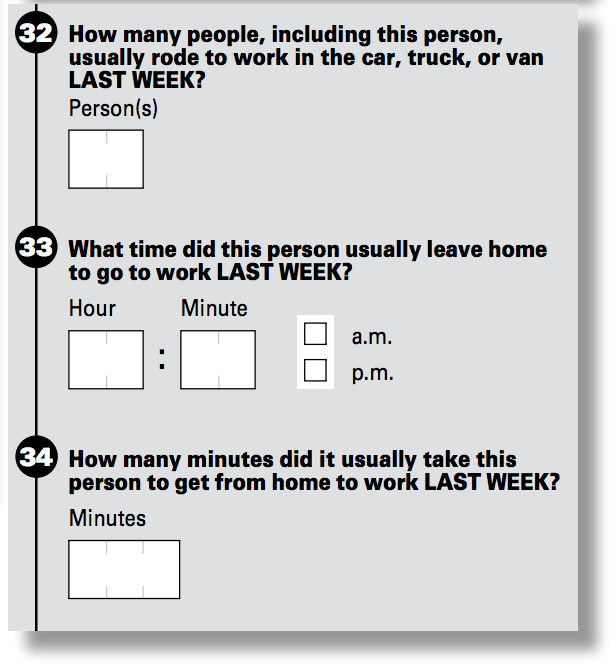 32 How many people, including this person,
usually rode to work in the car, truck, or van
LAST WEEK?
Person(s)
33 What time did this person usually leave home
to go to work LAST WEEK?
Hour Minute
: a.m.
p.m.
34 How many minutes did it usually take this
person to get from home to work LAST WEEK?
Minutes